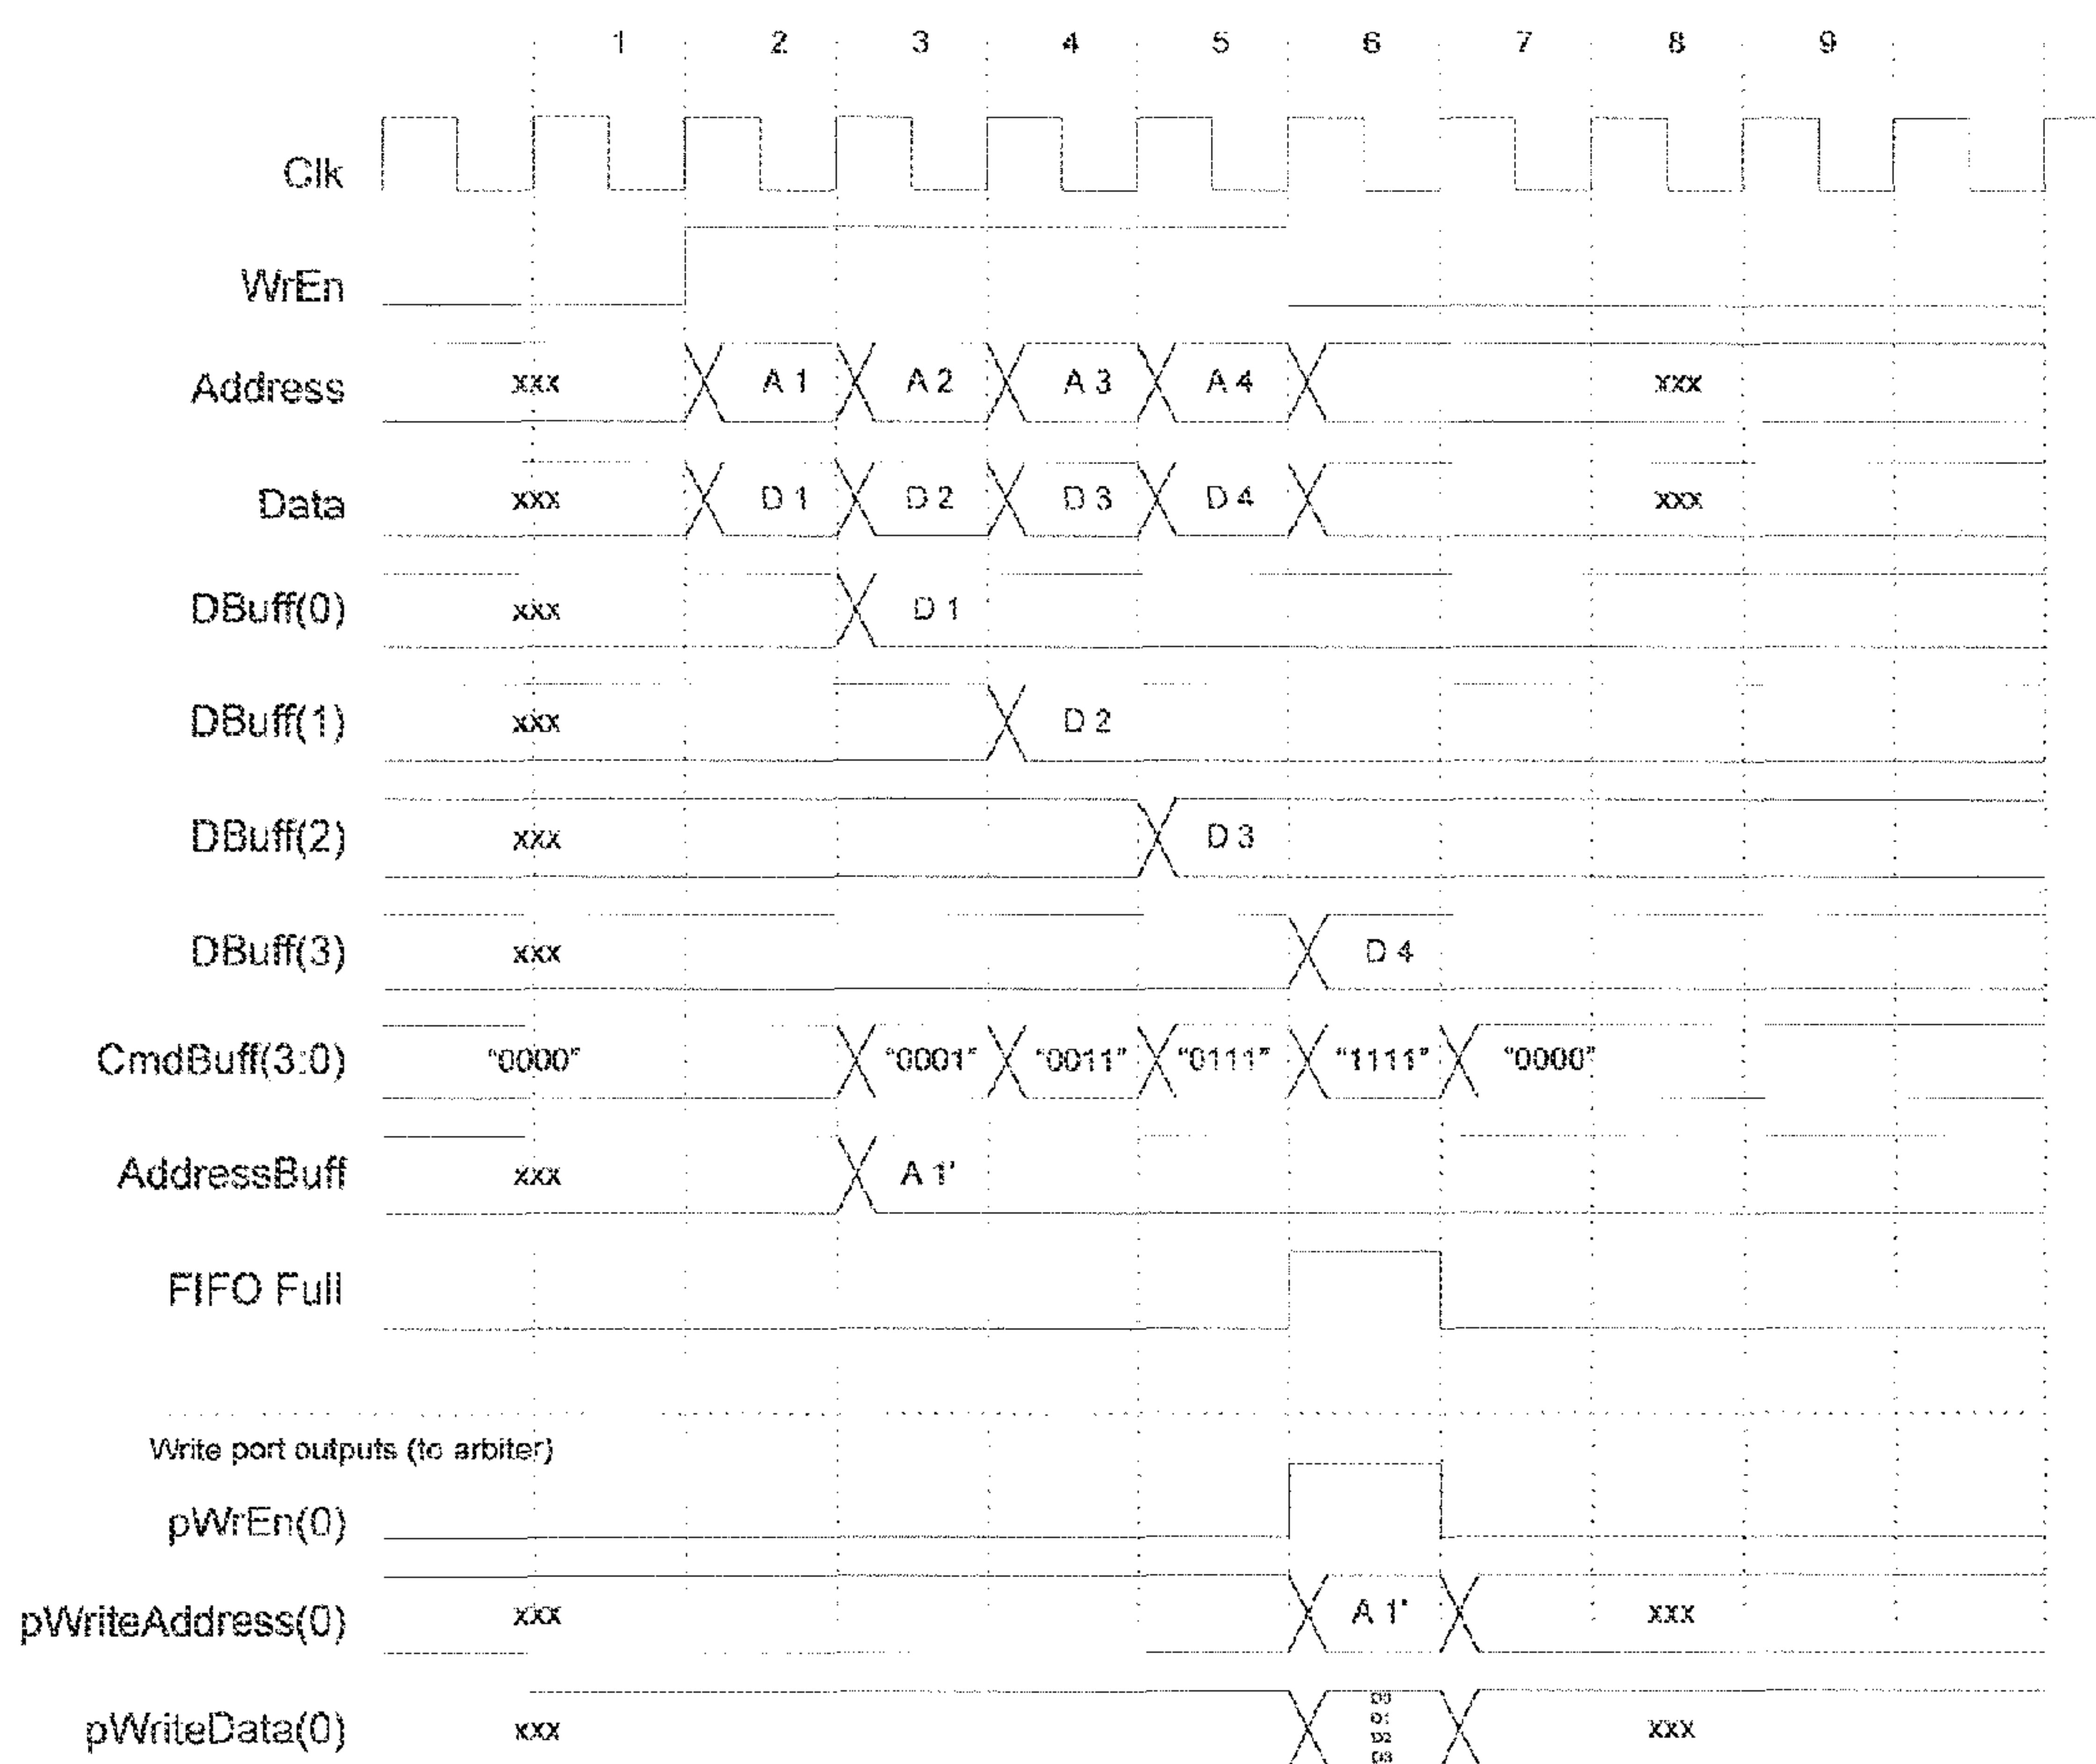 1 2 3 4 5 6 7 8 9
Clk
WrEn
Address xxx A 1 A 2 A 3 A 4 xxx
Data xxx D 1 D 2 D 3 D 4 xxx
DBuff(0) xxx D 1
DBuff(1) xxx D 2
DBuff(2) xxx D 3
DBuff(3) xxx D 4
CmdBuff(3:0) "0000" "0001" "0011" "0111" "1111" "0000"
AddressBuff xxx A 1'
FIFO Full
Write port outputs (to arbiter)
pWrEn(0)
pWriteAddress(0) xxx A 1' xxx
pWriteData(0) xxx xxx